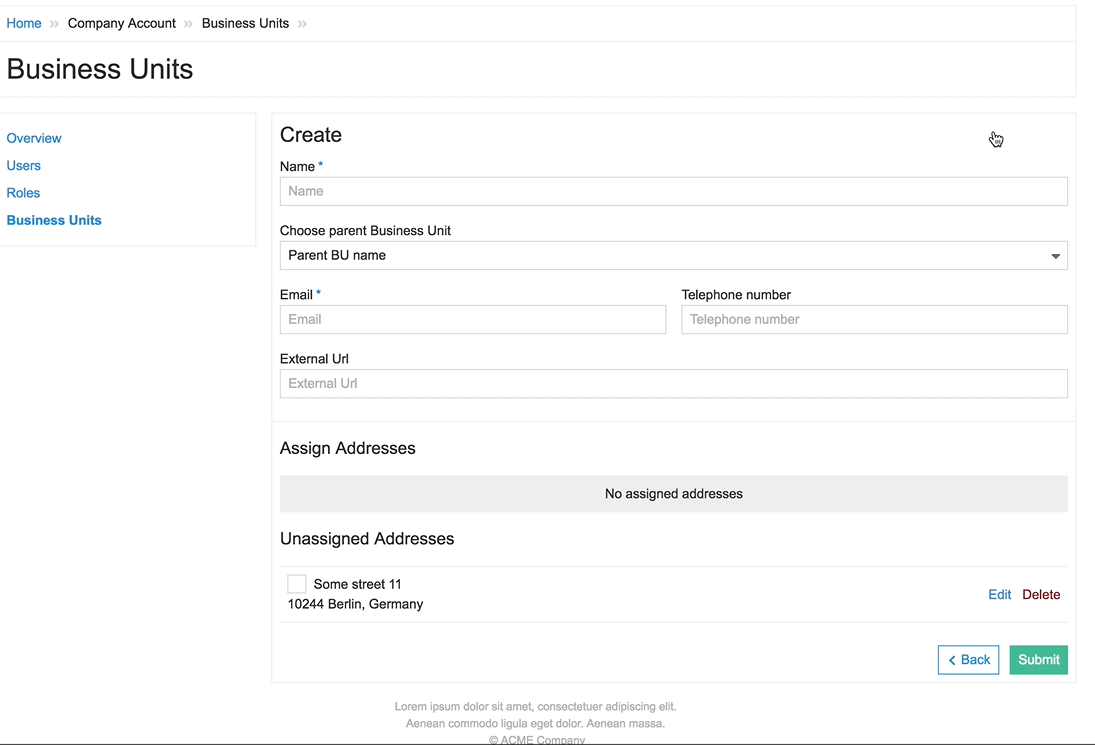 Home » Company Account » Business Units »
Business Units
Overview
Users
Roles
Business Units
Create
Name *
Name
Choose parent Business Unit
Parent BU name
Email * Telephone number
Email Telephone number
External Url
External Url
Assign Addresses
No assigned addresses
Unassigned Addresses
Some street 11
10244 Berlin, Germany
Edit Delete
Back Submit
Lorem ipsum dolor sit amet, consectetuer adipiscing elit.
Aenean commodo ligula eget dolor. Aenean massa.
© ACME Company